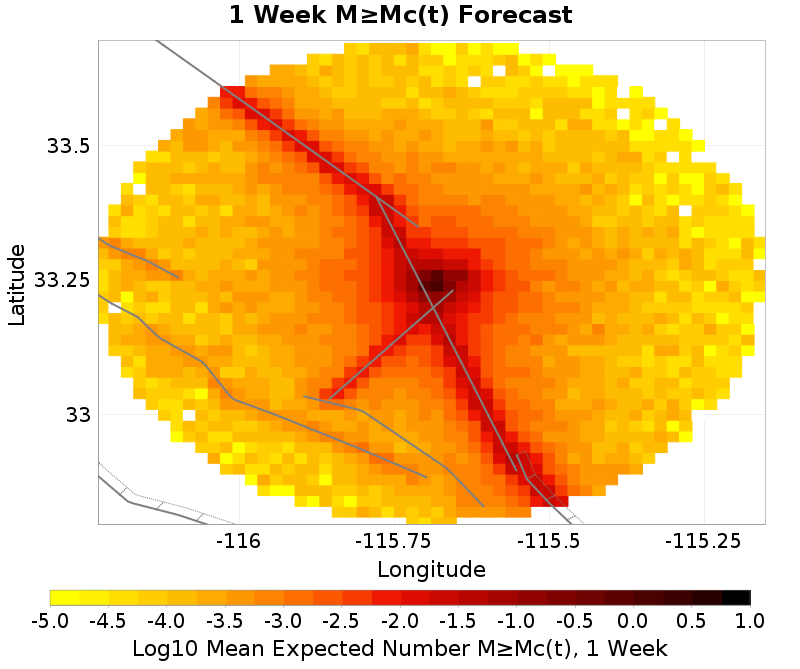 1 Week M≥Mc(t) Forecast
33.5
33.25
33
Latitude
-116
-115.75
-115.5
-115.25
Longitude
-5.0 -4.5 -4.0 -3.5 -3.0 -2.5 -2.0 -1.5 -1.0 -0.5 0.0 0.5 1.0
Log10 Mean Expected Number M≥Mc(t), 1 Week